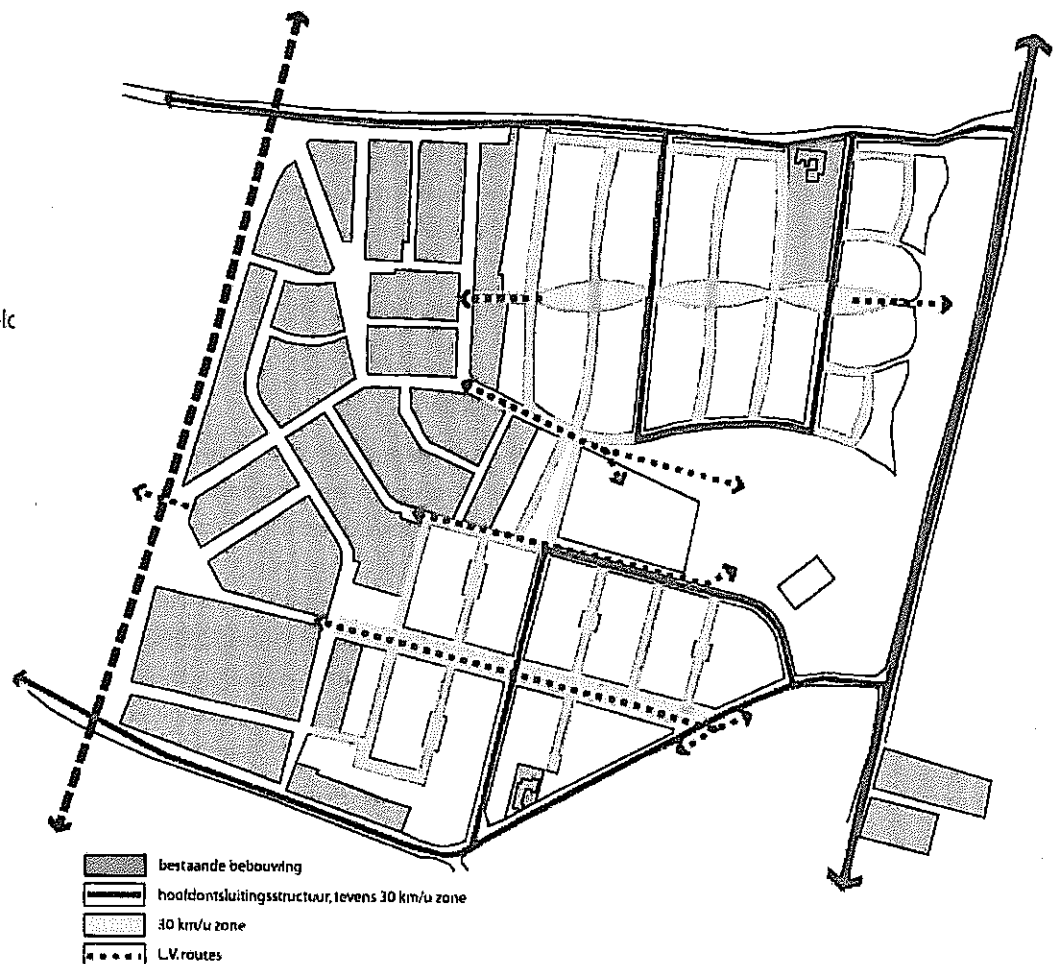 bestaande bebouwing
hoofdontsluitingsstructuur, tevens 30 km/u zone
30 km/u zone
L.V. routes